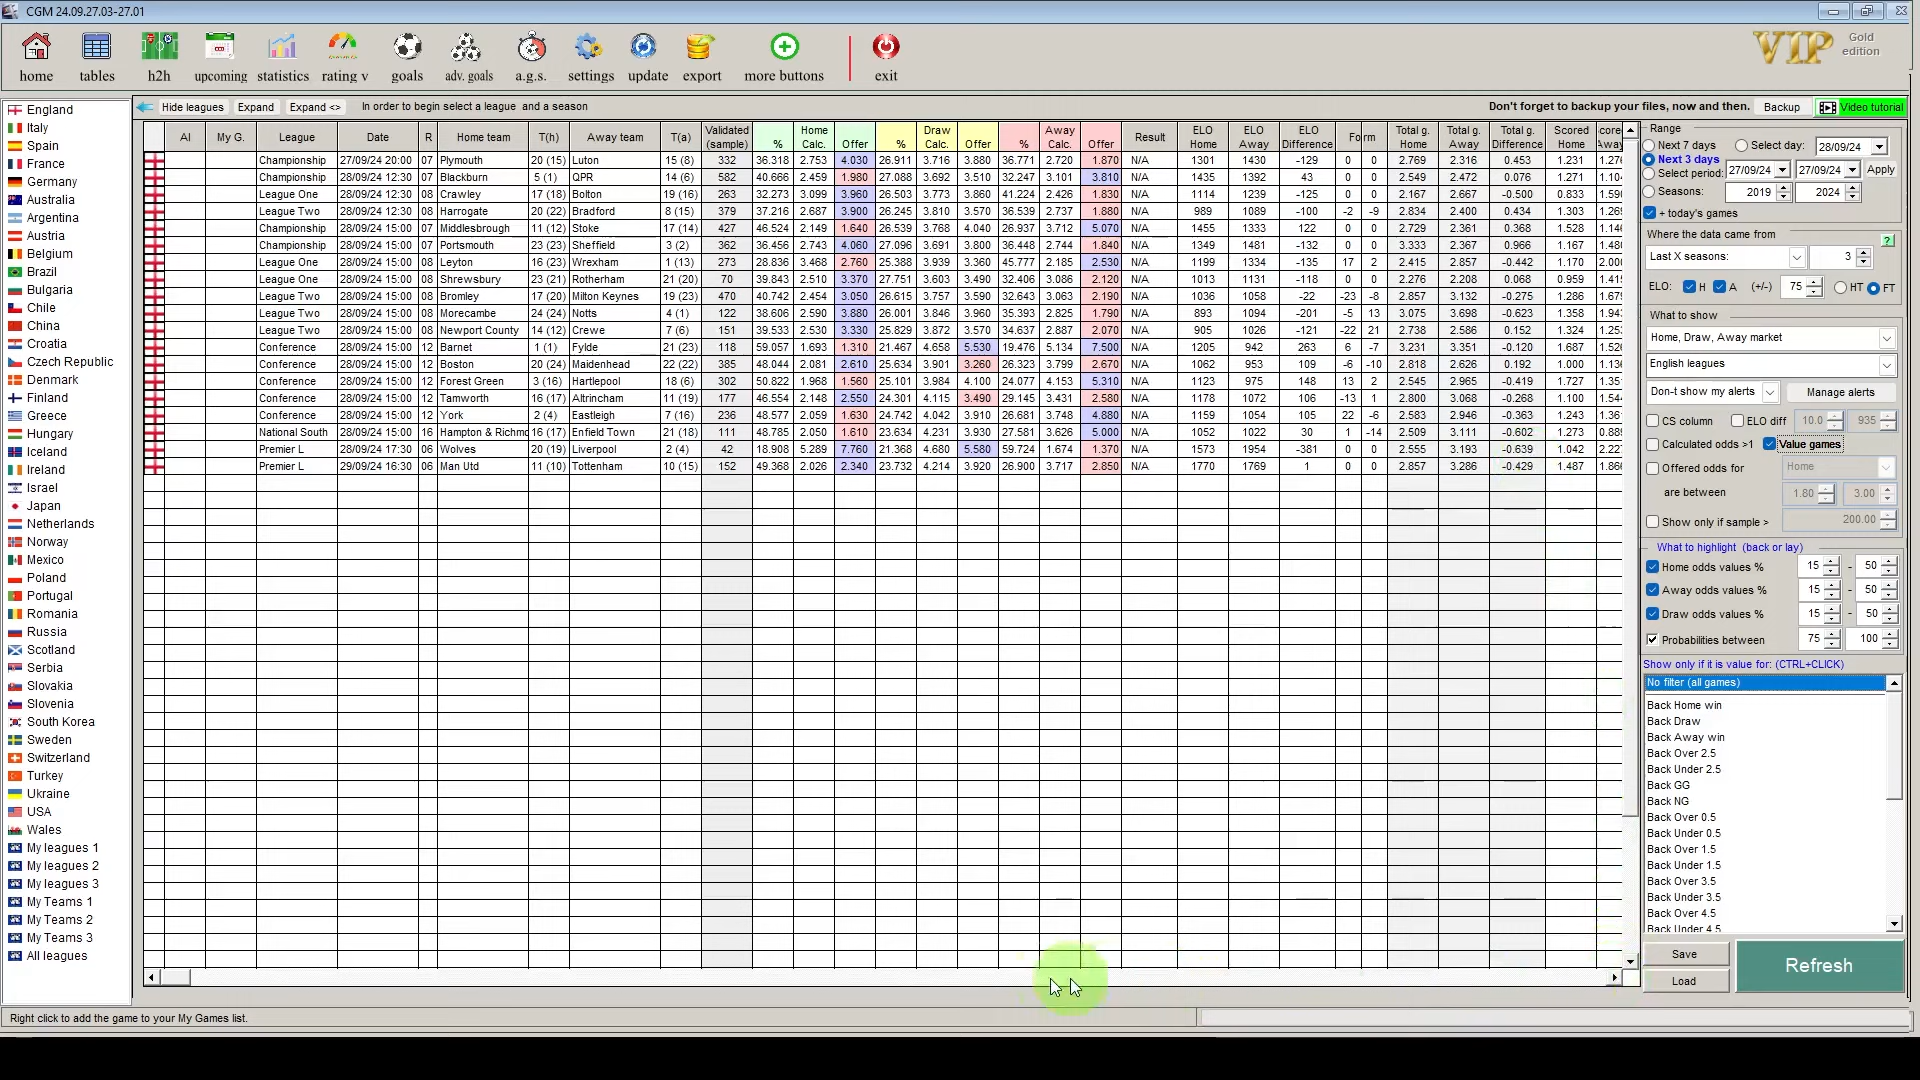 CGM 24.09.27.03-27.01
home tables h2h upcoming statistics rating v goals adv. goals a.g.s. settings update export more buttons exit
VIP Gold edition
Hide leagues Expand Expand <> In order to begin select a league and a season Don't forget to backup your files, now and then. Backup Video tutorial
England
Italy
Spain
France
Germany
Australia
Argentina
Austria
Belgium
Brazil
Bulgaria
Chile
China
Croatia
Czech Republic
Denmark
Finland
Greece
Hungary
Iceland
Ireland
Israel
Japan
Netherlands
Norway
Mexico
Poland
Portugal
Romania
Russia
Scotland
Serbia
Slovakia
Slovenia
South Korea
Sweden
Switzerland
Turkey
Ukraine
USA
Wales
My leagues 1
My leagues 2
My leagues 3
My Teams 1
My Teams 2
My Teams 3
All leagues
AI My G. League Date R Home team T(h) Away team T(a) Validated (sample) % Home Calc. Offer % Draw Calc. Offer % Away Calc. Offer Result ELO Home ELO Away ELO Difference Form Total g. Home Total g. Away Total g. Difference Scored Home
Championship 27/09/24 20:00 07 Plymouth 20 (15) Luton 15 (8) 332 36.318 2.753 4.030 26.911 3.716 3.880 36.771 2.720 1.870 N/A 1301 1430 -129 0 0 2.769 2.316 0.453 1.231 1.27
Championship 28/09/24 12:30 07 Blackburn 5 (1) QPR 14 (6) 582 40.666 2.459 1.980 27.088 3.692 3.510 32.247 3.101 3.810 N/A 1435 1392 43 0 0 2.549 2.472 0.076 1.271 1.10
League One 28/09/24 12:30 08 Crawley 17 (18) Bolton 19 (16) 263 32.273 3.099 3.960 26.503 3.773 3.860 41.224 2.426 1.830 N/A 1114 1239 -125 0 0 2.167 2.667 -0.500 0.833 1.59
League Two 28/09/24 12:30 08 Harrogate 20 (22) Bradford 8 (15) 379 37.216 2.687 3.900 26.245 3.810 3.570 36.539 2.737 1.880 N/A 989 1089 -100 -2 -9 2.834 2.400 0.434 1.303 1.26
Championship 28/09/24 15:00 07 Middlesbrough 11 (12) Stoke 17 (14) 427 46.524 2.149 1.640 26.539 3.768 4.040 26.937 3.712 5.070 N/A 1455 1333 122 0 0 2.729 2.361 0.368 1.528 1.14
Championship 28/09/24 15:00 07 Portsmouth 23 (23) Sheffield 3 (2) 362 36.456 2.743 4.060 27.096 3.691 3.800 36.448 2.744 1.840 N/A 1349 1481 -132 0 0 3.333 2.367 0.966 1.167 1.48
League One 28/09/24 15:00 08 Leyton 16 (23) Wrexham 1 (13) 273 28.836 3.468 2.760 25.388 3.939 3.360 45.777 2.185 2.530 N/A 1199 1334 -135 17 2 2.415 2.857 -0.442 1.170 2.00
League One 28/09/24 15:00 08 Shrewsbury 23 (21) Rotherham 21 (20) 70 39.843 2.510 3.370 27.751 3.603 3.490 32.406 3.086 2.120 N/A 1013 1131 -118 0 0 2.276 2.208 0.068 0.959 1.41
League Two 28/09/24 15:00 08 Bromley 17 (20) Milton Keynes 19 (23) 470 40.742 2.454 3.050 26.615 3.757 3.590 32.643 3.063 2.190 N/A 1036 1058 -22 -23 -8 2.857 3.132 -0.275 1.286 1.67
League Two 28/09/24 15:00 08 Morecambe 24 (24) Notts 4 (1) 122 38.606 2.590 3.880 26.001 3.846 3.960 35.393 2.825 1.790 N/A 893 1094 -201 -5 13 3.075 3.698 -0.623 1.358 1.94
League Two 28/09/24 15:00 08 Newport County 14 (12) Crewe 7 (6) 151 39.533 2.530 3.330 25.829 3.872 3.570 34.637 2.887 2.070 N/A 905 1026 -121 -22 21 2.738 2.586 0.152 1.324 1.25
Conference 28/09/24 15:00 12 Barnet 1 (1) Fylde 21 (23) 118 59.057 1.693 1.310 21.467 4.658 5.530 19.476 5.134 7.500 N/A 1205 942 263 6 -7 3.231 3.351 -0.120 1.687 1.52
Conference 28/09/24 15:00 12 Boston 20 (24) Maidenhead 22 (22) 385 48.044 2.081 2.610 25.634 3.901 3.260 26.323 3.799 2.670 N/A 1062 953 109 -6 -10 2.818 2.626 0.192 1.000 1.13
Conference 28/09/24 15:00 12 Forest Green 3 (16) Hartlepool 18 (6) 302 50.822 1.968 1.560 25.101 3.984 4.100 24.077 4.153 5.310 N/A 1123 975 148 13 2 2.545 2.965 -0.419 1.727 1.35
Conference 28/09/24 15:00 12 Tamworth 16 (17) Altrincham 11 (19) 177 46.554 2.148 2.550 24.301 4.115 3.490 29.145 3.431 2.580 N/A 1178 1072 106 -13 1 2.800 3.068 -0.268 1.100 1.54
Conference 28/09/24 15:00 12 York 2 (4) Eastleigh 7 (16) 236 48.577 2.059 1.630 24.742 4.042 3.910 26.681 3.748 4.880 N/A 1159 1054 105 22 -6 2.583 2.946 -0.363 1.243 1.36
National South 28/09/24 15:00 16 Hampton & Richmo 16 (17) Enfield Town 21 (18) 111 48.785 2.050 1.610 23.634 4.231 3.930 27.581 3.626 5.000 N/A 1052 1022 30 1 -14 2.509 3.111 -0.602 1.273 0.88
Premier L 28/09/24 17:30 06 Wolves 20 (19) Liverpool 2 (4) 42 18.908 5.289 7.760 21.368 4.680 5.580 59.724 1.674 1.370 N/A 1573 1954 -381 0 0 2.555 3.193 -0.639 1.042 2.22
Premier L 29/09/24 16:30 06 Man Utd 11 (10) Tottenham 10 (15) 152 49.368 2.026 2.340 23.732 4.214 3.920 26.900 3.717 2.850 N/A 1770 1769 1 0 0 2.857 3.286 -0.429 1.487 1.86
Range
Next 7 days Select day: 28/09/24
Next 3 days
Select period: 27/09/24 27/09/24 Apply
Seasons: 2019 2024
+ today's games
Where the data came from ?
Last X seasons: 3
ELO: H A (+/-) 75 HT FT
What to show
Home, Draw, Away market
English leagues
Don-t show my alerts Manage alerts
CS column ELO diff 10.0 935
Calculated odds >1 Value games
Offered odds for Home
are between 1.80 3.00
Show only if sample > 200.00
What to highlight (back or lay)
Home odds values % 15 - 50
Away odds values % 15 - 50
Draw odds values % 15 - 50
Probabilities between 75 100
Show only if it is value for: (CTRL+CLICK)
No filter (all games)
Back Home win
Back Draw
Back Away win
Back Over 2.5
Back Under 2.5
Back GG
Back NG
Back Over 0.5
Back Under 0.5
Back Over 1.5
Back Under 1.5
Back Over 3.5
Back Under 3.5
Back Over 4.5
Back Under 4.5
Save
Load
Refresh
Right click to add the game to your My Games list.